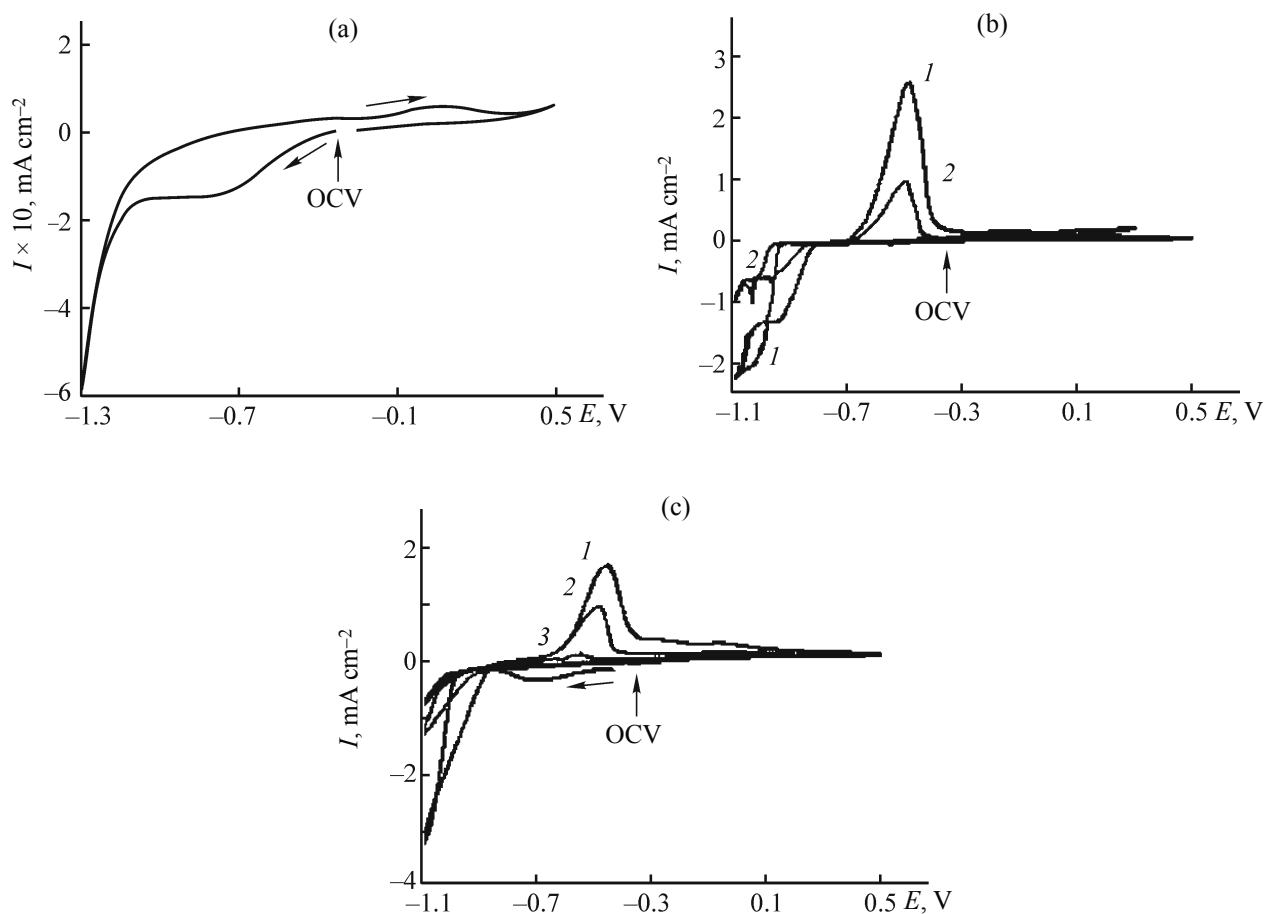 (a)
2
0
−2
−4
−6
I × 10, mA cm⁻²
OCV
−1.3 −0.7 −0.1 0.5 E, V
(b)
3
2
1
0
−1
−2
I, mA cm⁻²
1
2
2
1
OCV
−1.1 −0.7 −0.3 0.1 0.5 E, V
(c)
2
0
−2
−4
I, mA cm⁻²
1
2
3
OCV
−1.1 −0.7 −0.3 0.1 0.5 E, V